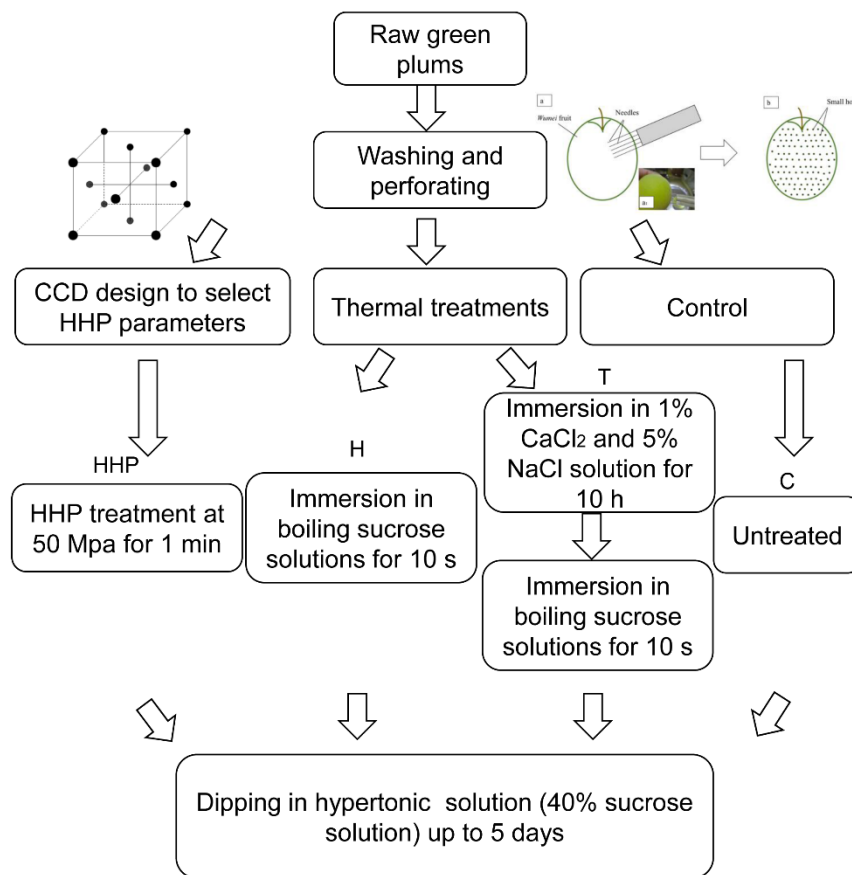 Raw green
plums
a
Needles
Wumei fruit
b
Washing and
perforating
CCD design to select
HHP parameters
Thermal treatments
Control
T
Immersion in 1%
CaCl₂ and 5%
NaCl solution for
10 h
HHP
H
C
HHP treatment at
50 Mpa for 1 min
Immersion in
boiling sucrose
solutions for 10 s
Untreated
Immersion in
boiling sucrose
solutions for 10 s
Dipping in hypertonic solution (40% sucrose
solution) up to 5 days
Small ho